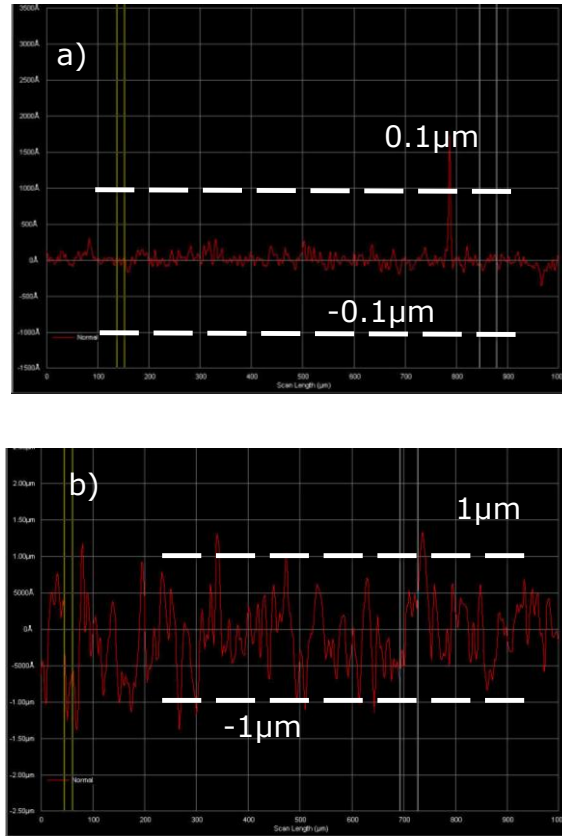 3500Å
a)
3000Å
2500Å
2000Å
0.1µm
1500Å
1000Å
5000Å
0Å
-500Å
-0.1µm
-1000Å
Normal
-1500Å
0 100 200 300 400 500 600 700 800 900 1000
Scan Length (µm)
2.00µm
b)
1.50µm
1µm
1.00µm
5000Å
0Å
-5000Å
-1.00µm
-1µm
-1.50µm
-2.00µm
Normal
-2.50µm
0 100 200 300 400 500 600 700 800 900
Scan Length (µm)